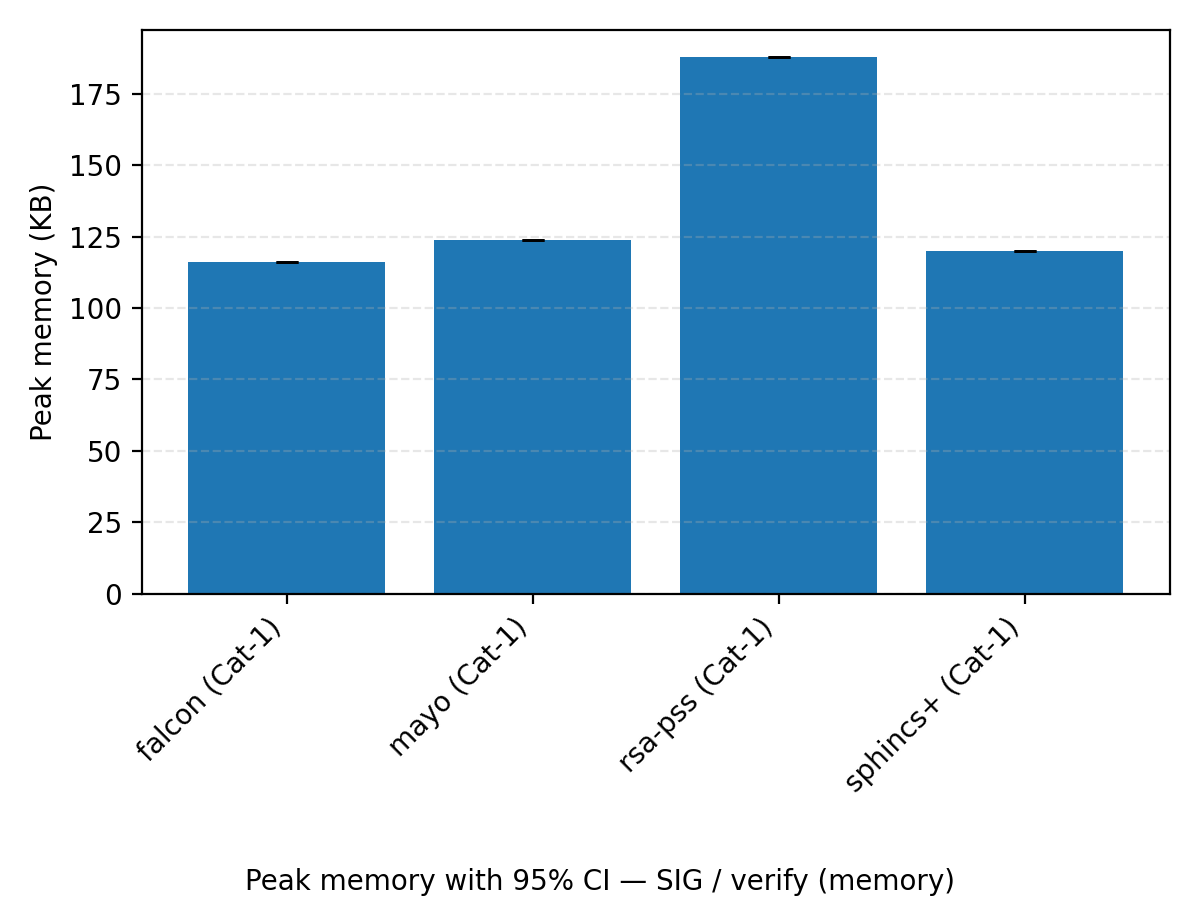 Peak memory (KB)
175
150
125
100
75
50
25
0
falcon (Cat-1)
mayo (Cat-1)
rsa-pss (Cat-1)
sphincs+ (Cat-1)
Peak memory with 95% CI — SIG / verify (memory)